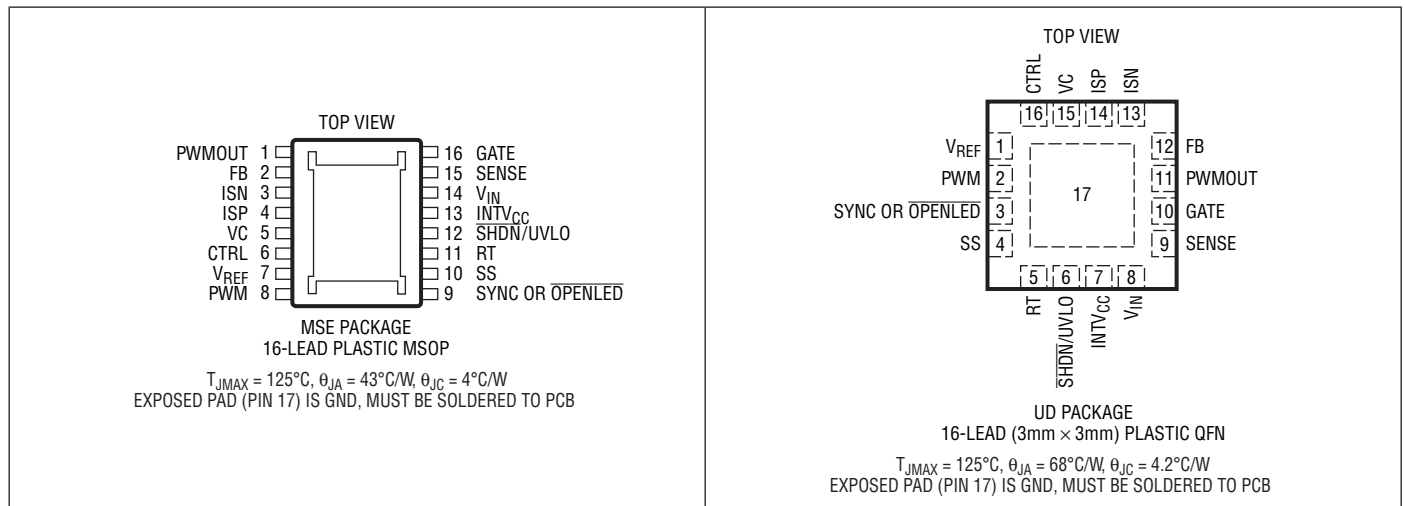 TOP VIEW
PWMOUT 1
FB 2
ISN 3
ISP 4
VC 5
CTRL 6
VREF 7
PWM 8
16 GATE
15 SENSE
14 VIN
13 INTVCC
12 SHDN/UVLO
11 RT
10 SS
9 SYNC OR OPENLED
MSE PACKAGE
16-LEAD PLASTIC MSOP
TJMAX = 125°C, θJA = 43°C/W, θJC = 4°C/W
EXPOSED PAD (PIN 17) IS GND, MUST BE SOLDERED TO PCB
TOP VIEW
CTRL
VC
ISP
ISN
16 15 14 13
VREF 1
PWM 2
SYNC OR OPENLED 3
SS 4
17
12 FB
11 PWMOUT
10 GATE
9 SENSE
5 6 7 8
RT
SHDN/UVLO
INTVCC
VIN
UD PACKAGE
16-LEAD (3mm × 3mm) PLASTIC QFN
TJMAX = 125°C, θJA = 68°C/W, θJC = 4.2°C/W
EXPOSED PAD (PIN 17) IS GND, MUST BE SOLDERED TO PCB